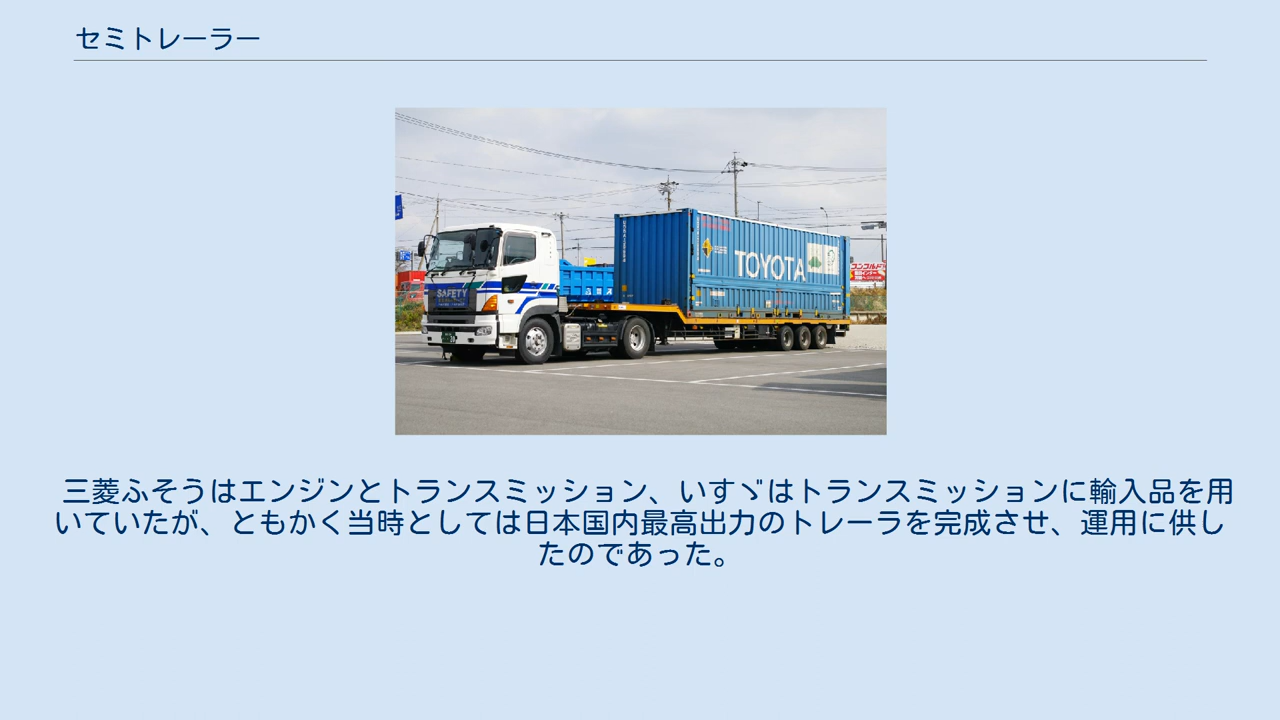 セミトレーラー
SAFETY
TOYOTA
三菱ふそうはエンジンとトランスミッション、いすゞはトランスミッションに輸入品を用
いていたが、ともかく当時としては日本国内最高出力のトレーラを完成させ、運用に供し
たのであった。